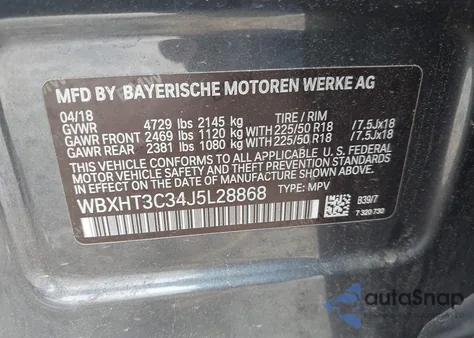 MFD BY BAYERISCHE MOTOREN WERKE AG
04/18 TIRE / RIM
GVWR 4729 lbs 2145 kg
GAWR FRONT 2469 lbs 1120 kg WITH 225/50 R18 /7.5Jx18
GAWR REAR 2381 lbs 1080 kg WITH 225/50 R18 /7.5Jx18
THIS VEHICLE CONFORMS TO ALL APPLICABLE U.S. FEDERAL
MOTOR VEHICLE SAFETY, BUMPER, AND THEFT PREVENTION
STANDARDS IN EFFECT ON THE DATE OF MANUFACTURE SHOWN ABOVE.
WBXHT3C34J5L28868 TYPE: MPV
B39/7
7 320 730
autoSnap